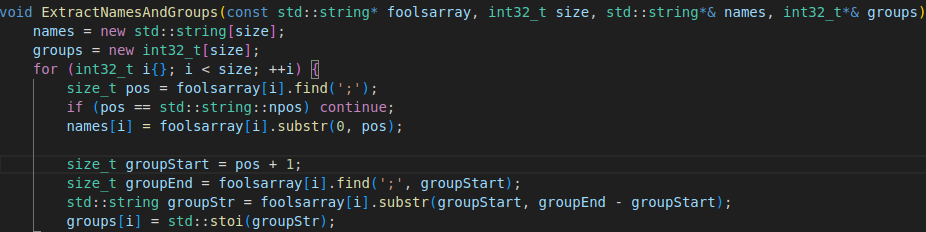 void ExtractNamesAndGroups(const std::string* foolsarray, int32_t size, std::string*& names, int32_t*& groups)
names = new std::string[size];
groups = new int32_t[size];
for (int32_t i{}; i < size; ++i) {
size_t pos = foolsarray[i].find(';');
if (pos == std::string::npos) continue;
names[i] = foolsarray[i].substr(0, pos);
size_t groupStart = pos + 1;
size_t groupEnd = foolsarray[i].find(';', groupStart);
std::string groupStr = foolsarray[i].substr(groupStart, groupEnd - groupStart);
groups[i] = std::stoi(groupStr);